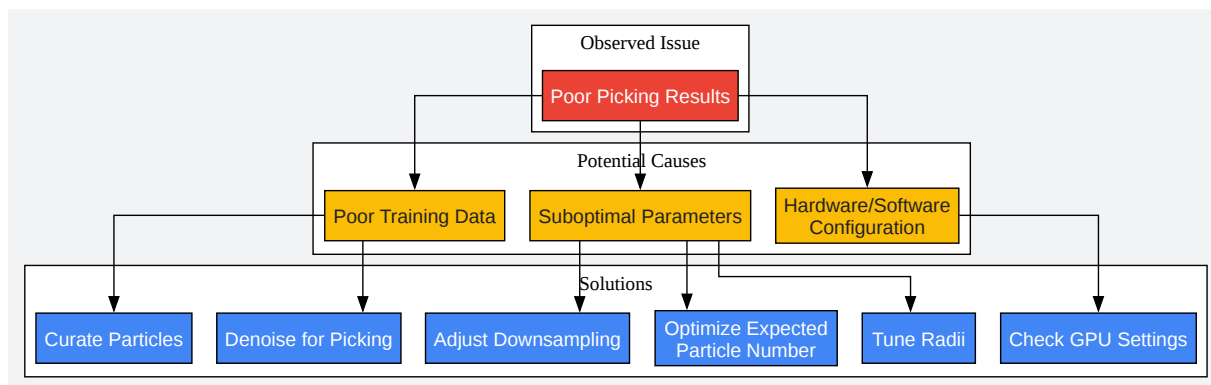 Observed Issue
Poor Picking Results
Potential Causes
Poor Training Data
Suboptimal Parameters
Hardware/Software
Configuration
Solutions
Curate Particles
Denoise for Picking
Adjust Downsampling
Optimize Expected
Particle Number
Tune Radii
Check GPU Settings